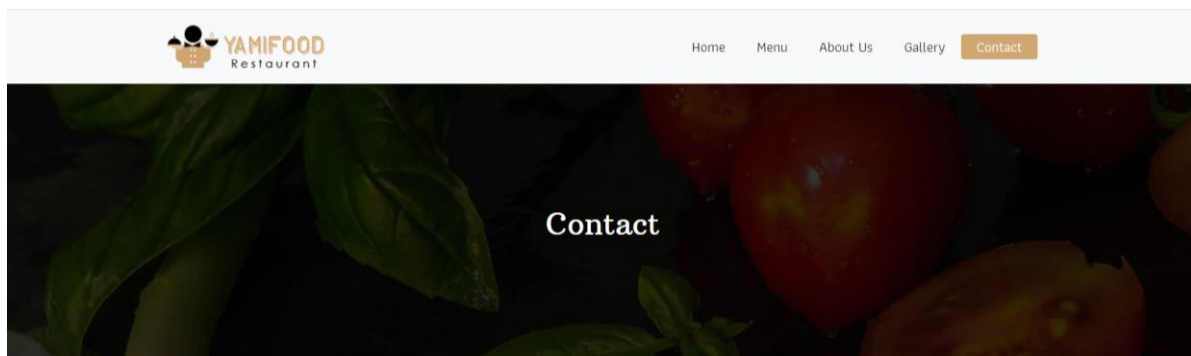 YAMIFOOD
Restaurant
Home Menu About Us Gallery Contact
Contact